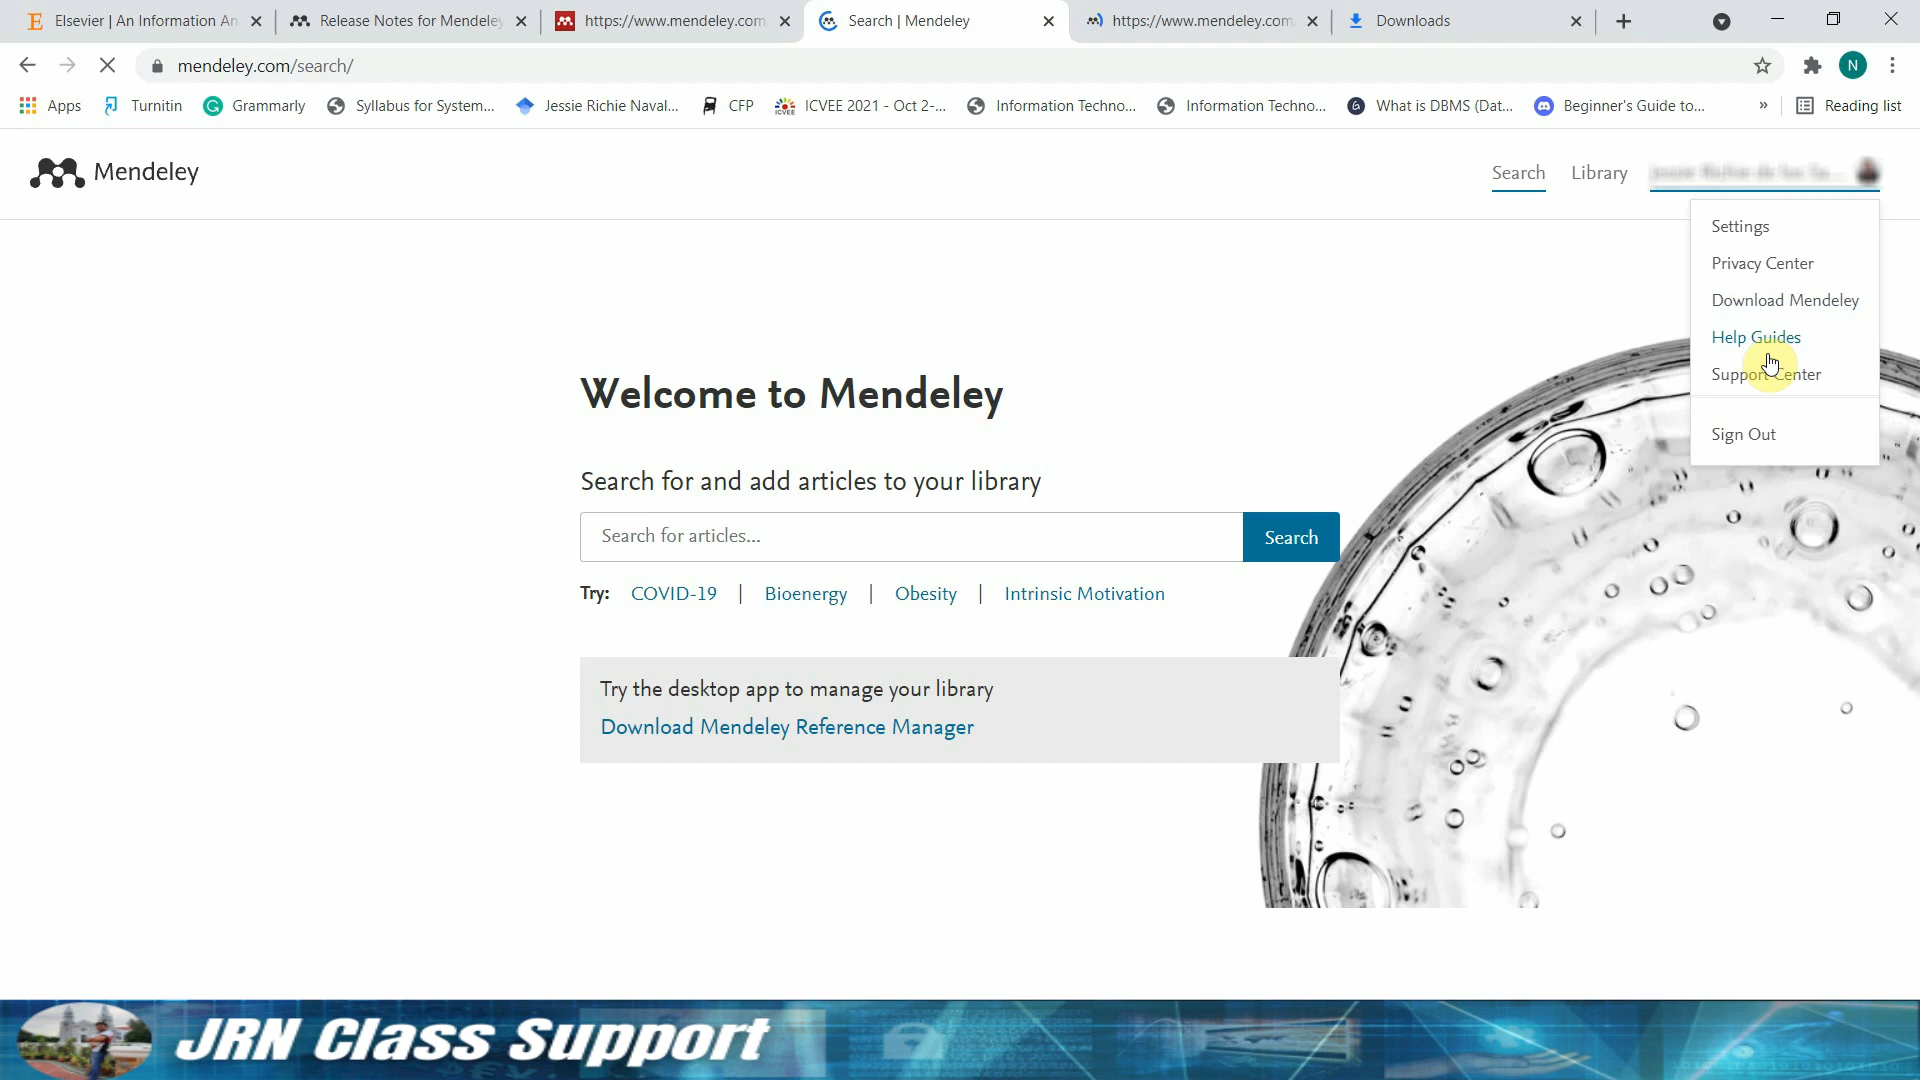 Elsevier | An Information An
Release Notes for Mendeley
https://www.mendeley.com
Search | Mendeley
https://www.mendeley.com
Downloads
mendeley.com/search/
N
Apps
Turnitin
Grammarly
Syllabus for System...
Jessie Richie Naval...
CFP
ICVEE 2021 - Oct 2-...
Information Techno...
Information Techno...
What is DBMS (Dat...
Beginner's Guide to...
»
Reading list
Mendeley
Search
Library
Settings
Privacy Center
Download Mendeley
Help Guides
Support Center
Sign Out
Welcome to Mendeley
Search for and add articles to your library
Search for articles...
Search
Try: COVID-19 | Bioenergy | Obesity | Intrinsic Motivation
Try the desktop app to manage your library
Download Mendeley Reference Manager
JRN Class Support